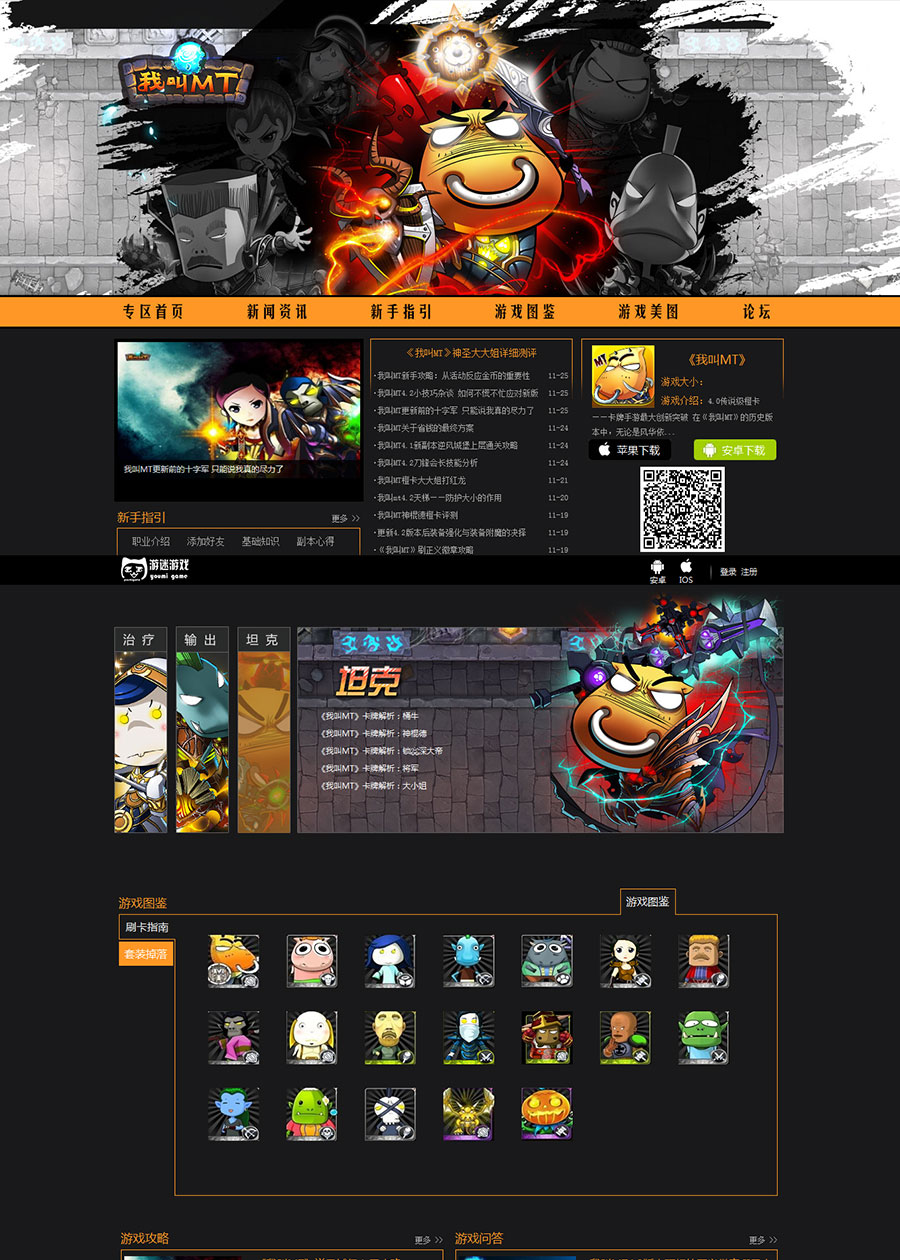 我叫MT
专区首页 新闻资讯 新手指引 游戏图鉴 游戏美图 论坛
我叫MT更新前的十字军 只能说我真的尽力了
新手指引 更多 >>
职业介绍 添加好友 基础知识 副本心得
《我叫MT》神圣大大姐详细测评
·我叫MT新手攻略：从活动反应金币的重要性 11-25
·我叫MT4.2小技巧杂谈 如何不慌不忙应对新版 11-25
·我叫MT更新前的十字军 只能说我真的尽力了 11-25
·我叫MT关于省钱的最终方案 11-24
·我叫MT4.1新副本逆风城堡上层通关攻略 11-24
·我叫MT4.2刀锋会长技能分析 11-24
·我叫MT橙卡大大姐打红龙 11-21
·我叫mt4.2天梯一一防护大小的作用 11-20
·我叫MT神棍德橙卡评测 11-19
·更新4.2版本后装备强化与装备附魔的决择 11-19
·《我叫MT》刷正义徽章攻略 11-19
MT
《我叫MT》
游戏大小：
游戏介绍：4.0传说级橙卡
一一卡牌手游最大创新突破 在《我叫MT》的历史版
本中，无论是风华依...
苹果下载 安卓下载
游迷游戏
youmi game
安卓 IOS 登录 注册
治疗 输出 坦克
坦克
《我叫MT》卡牌解析：桶牛
《我叫MT》卡牌解析：神棍德
《我叫MT》卡牌解析：将军
《我叫MT》卡牌解析：大小姐
游戏图鉴 游戏图鉴
刷卡指南
套装掉落
游戏攻略 更多 >> 游戏问答 更多 >>